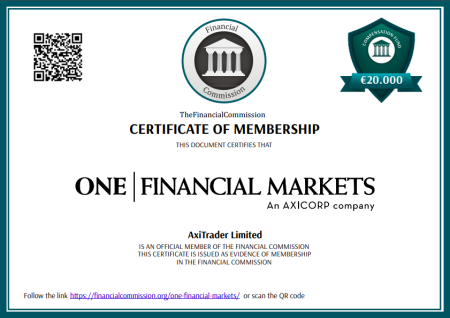 Financial
Commission
COMPENSATION FUND
€20.000
TheFinancialCommission
CERTIFICATE OF MEMBERSHIP
THIS DOCUMENT CERTIFIES THAT
ONE | FINANCIAL MARKETS
An AXICORP company
AxiTrader Limited
IS AN OFFICIAL MEMBER OF THE FINANCIAL COMMISSION
THIS CERTIFICATE IS ISSUED AS EVIDENCE OF MEMBERSHIP
IN THE FINANCIAL COMMISSION
Follow the link https://financialcommission.org/one-financial-markets/ or scan the QR code